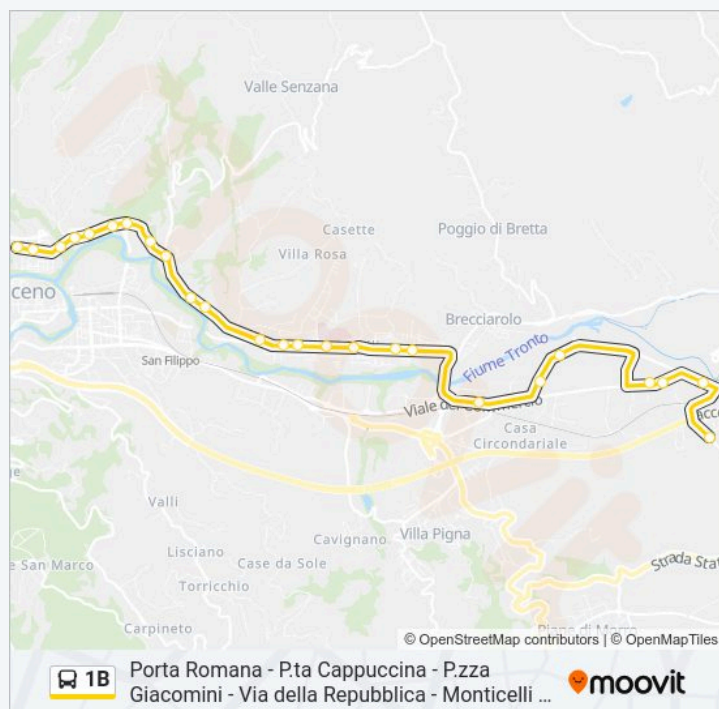 Valle Senzana
Casette
Villa Rosa
Poggio di Bretta
ceno
Brecciarolo
Fiume Tronto
San Filippo
Viale del Commercio
Casa
Circondariale
Valli
Villa Pigna
Cavignano
Lisciano
Case da Sole
e San Marco
Torricchio
Strada Stat
Carpineto
© OpenStreetMap contributors | © OpenMapTiles
1B
Porta Romana - P.ta Cappuccina - P.zza
Giacomini - Via della Repubblica - Monticelli ...
moovit